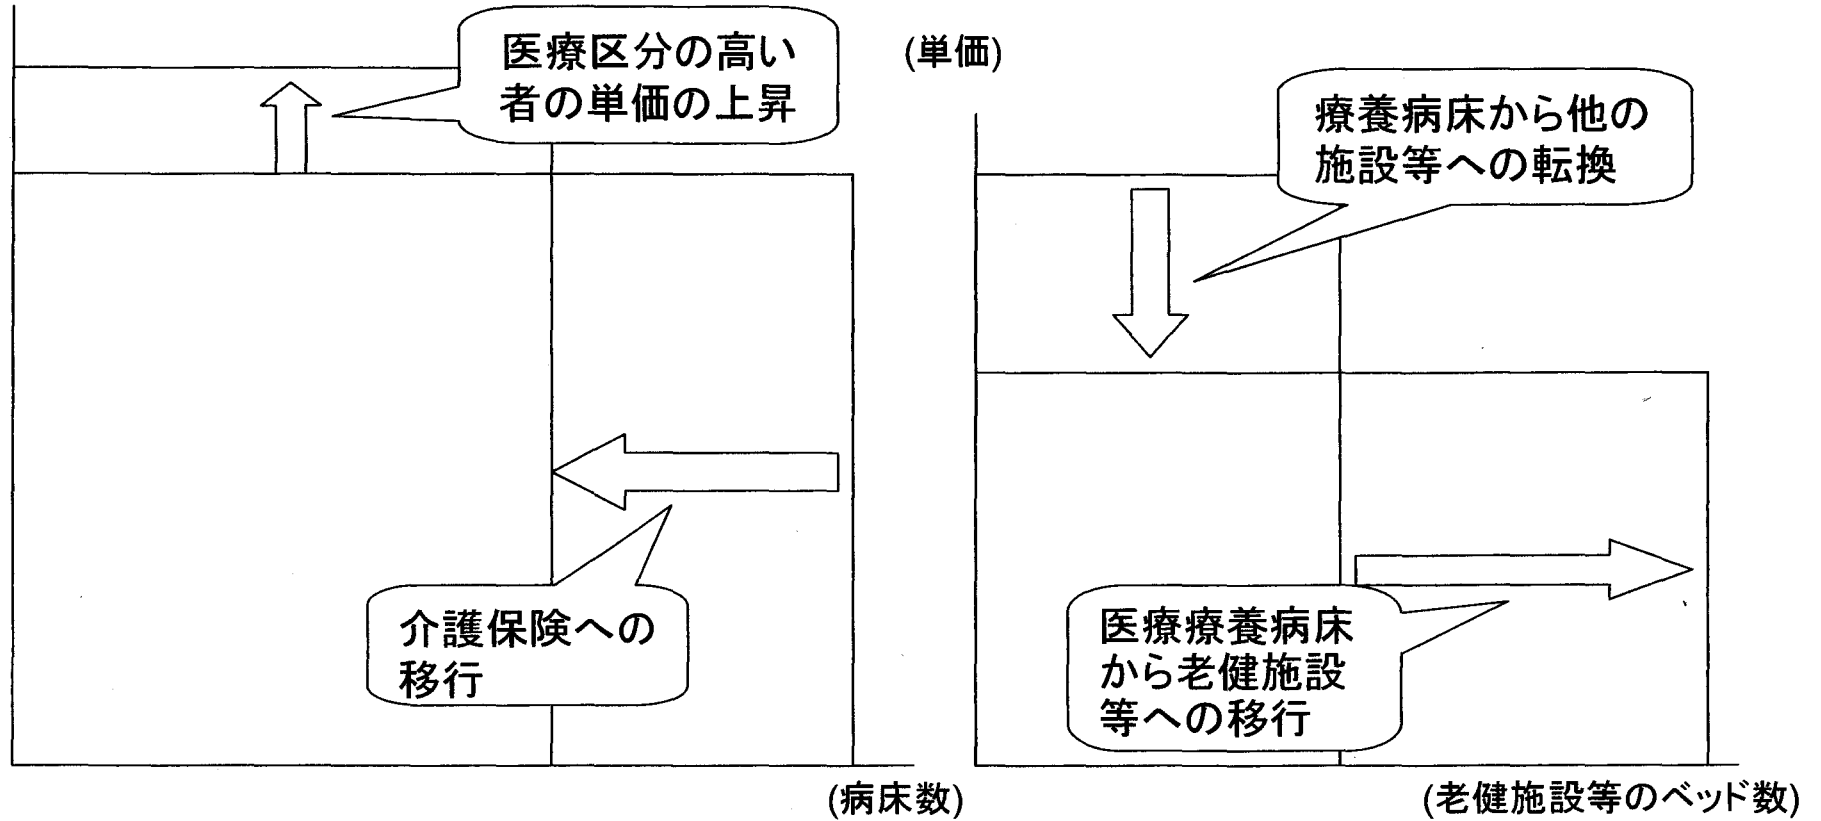 医療区分の高い
者の単価の上昇
介護保険への
移行
(病床数)
(単価)
療養病床から他の
施設等への転換
医療療養病床
から老健施設
等への移行
(老健施設等のベッド数)